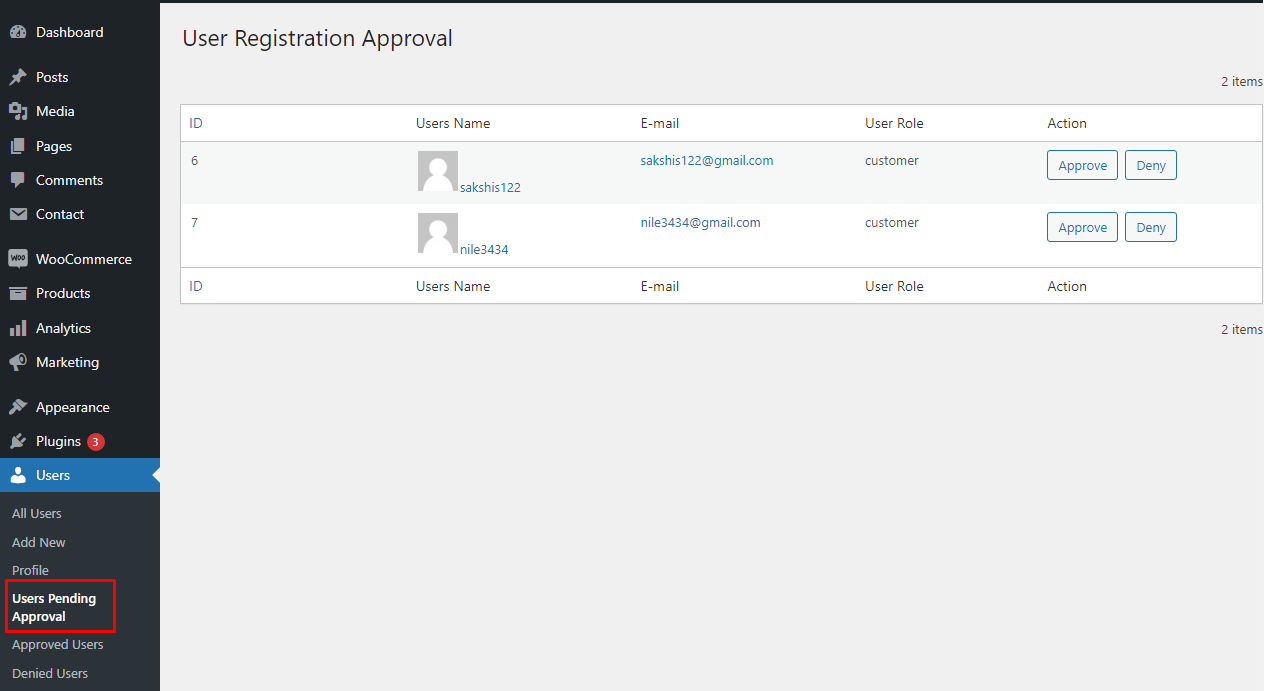 Dashboard
Posts
Media
Pages
Comments
Contact
WOO WooCommerce
Products
Analytics
Marketing
Appearance
Plugins 3
Users
All Users
Add New
Profile
Users Pending
Approval
Approved Users
Denied Users
User Registration Approval
2 items
ID Users Name E-mail User Role Action
6 sakshis122 sakshis122@gmail.com customer Approve Deny
7 nile3434 nile3434@gmail.com customer Approve Deny
ID Users Name E-mail User Role Action
2 items